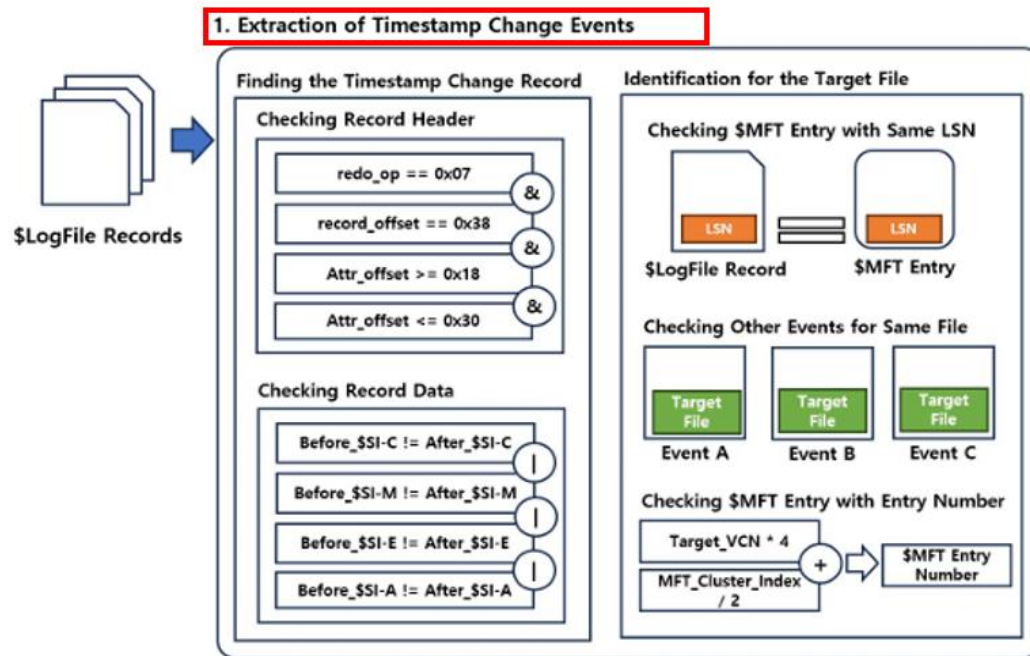 1. Extraction of Timestamp Change Events
$LogFile Records
Finding the Timestamp Change Record
Checking Record Header
redo_op == 0x07
&
record_offset == 0x38
&
Attr_offset >= 0x18
&
Attr_offset <= 0x30
Checking Record Data
Before_$SI-C != After_$SI-C
|
Before_$SI-M != After_$SI-M
|
Before_$SI-E != After_$SI-E
|
Before_$SI-A != After_$SI-A
Identification for the Target File
Checking $MFT Entry with Same LSN
LSN
LSN
$LogFile Record
$MFT Entry
Checking Other Events for Same File
Target
File
Target
File
Target
File
Event A
Event B
Event C
Checking $MFT Entry with Entry Number
Target_VCN * 4
+
MFT_Cluster_Index
/ 2
$MFT Entry
Number